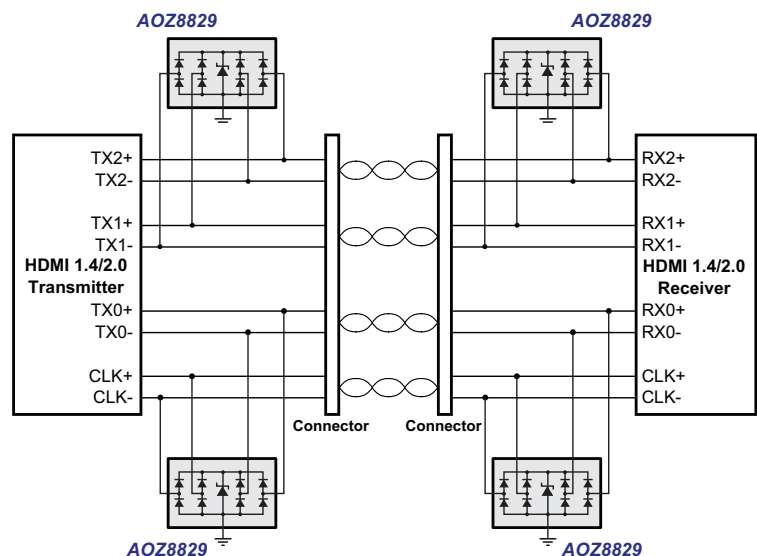 AOZ8829
AOZ8829
TX2+
TX2-
TX1+
TX1-
HDMI 1.4/2.0
Transmitter
TX0+
TX0-
CLK+
CLK-
RX2+
RX2-
RX1+
RX1-
HDMI 1.4/2.0
Receiver
RX0+
RX0-
CLK+
CLK-
Connector
Connector
AOZ8829
AOZ8829